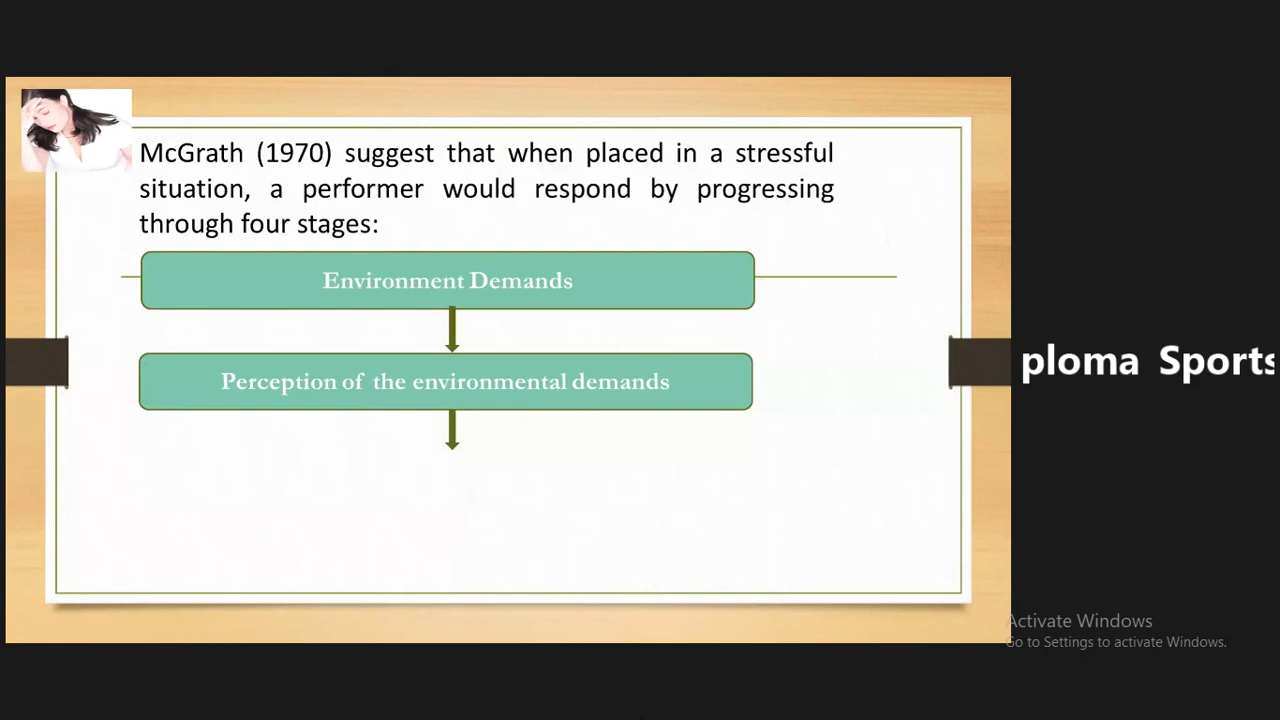 McGrath (1970) suggest that when placed in a stressful
situation, a performer would respond by progressing
through four stages:
Environment Demands
Perception of the environmental demands
ploma Sports
Activate Windows
Go to Settings to activate Windows.